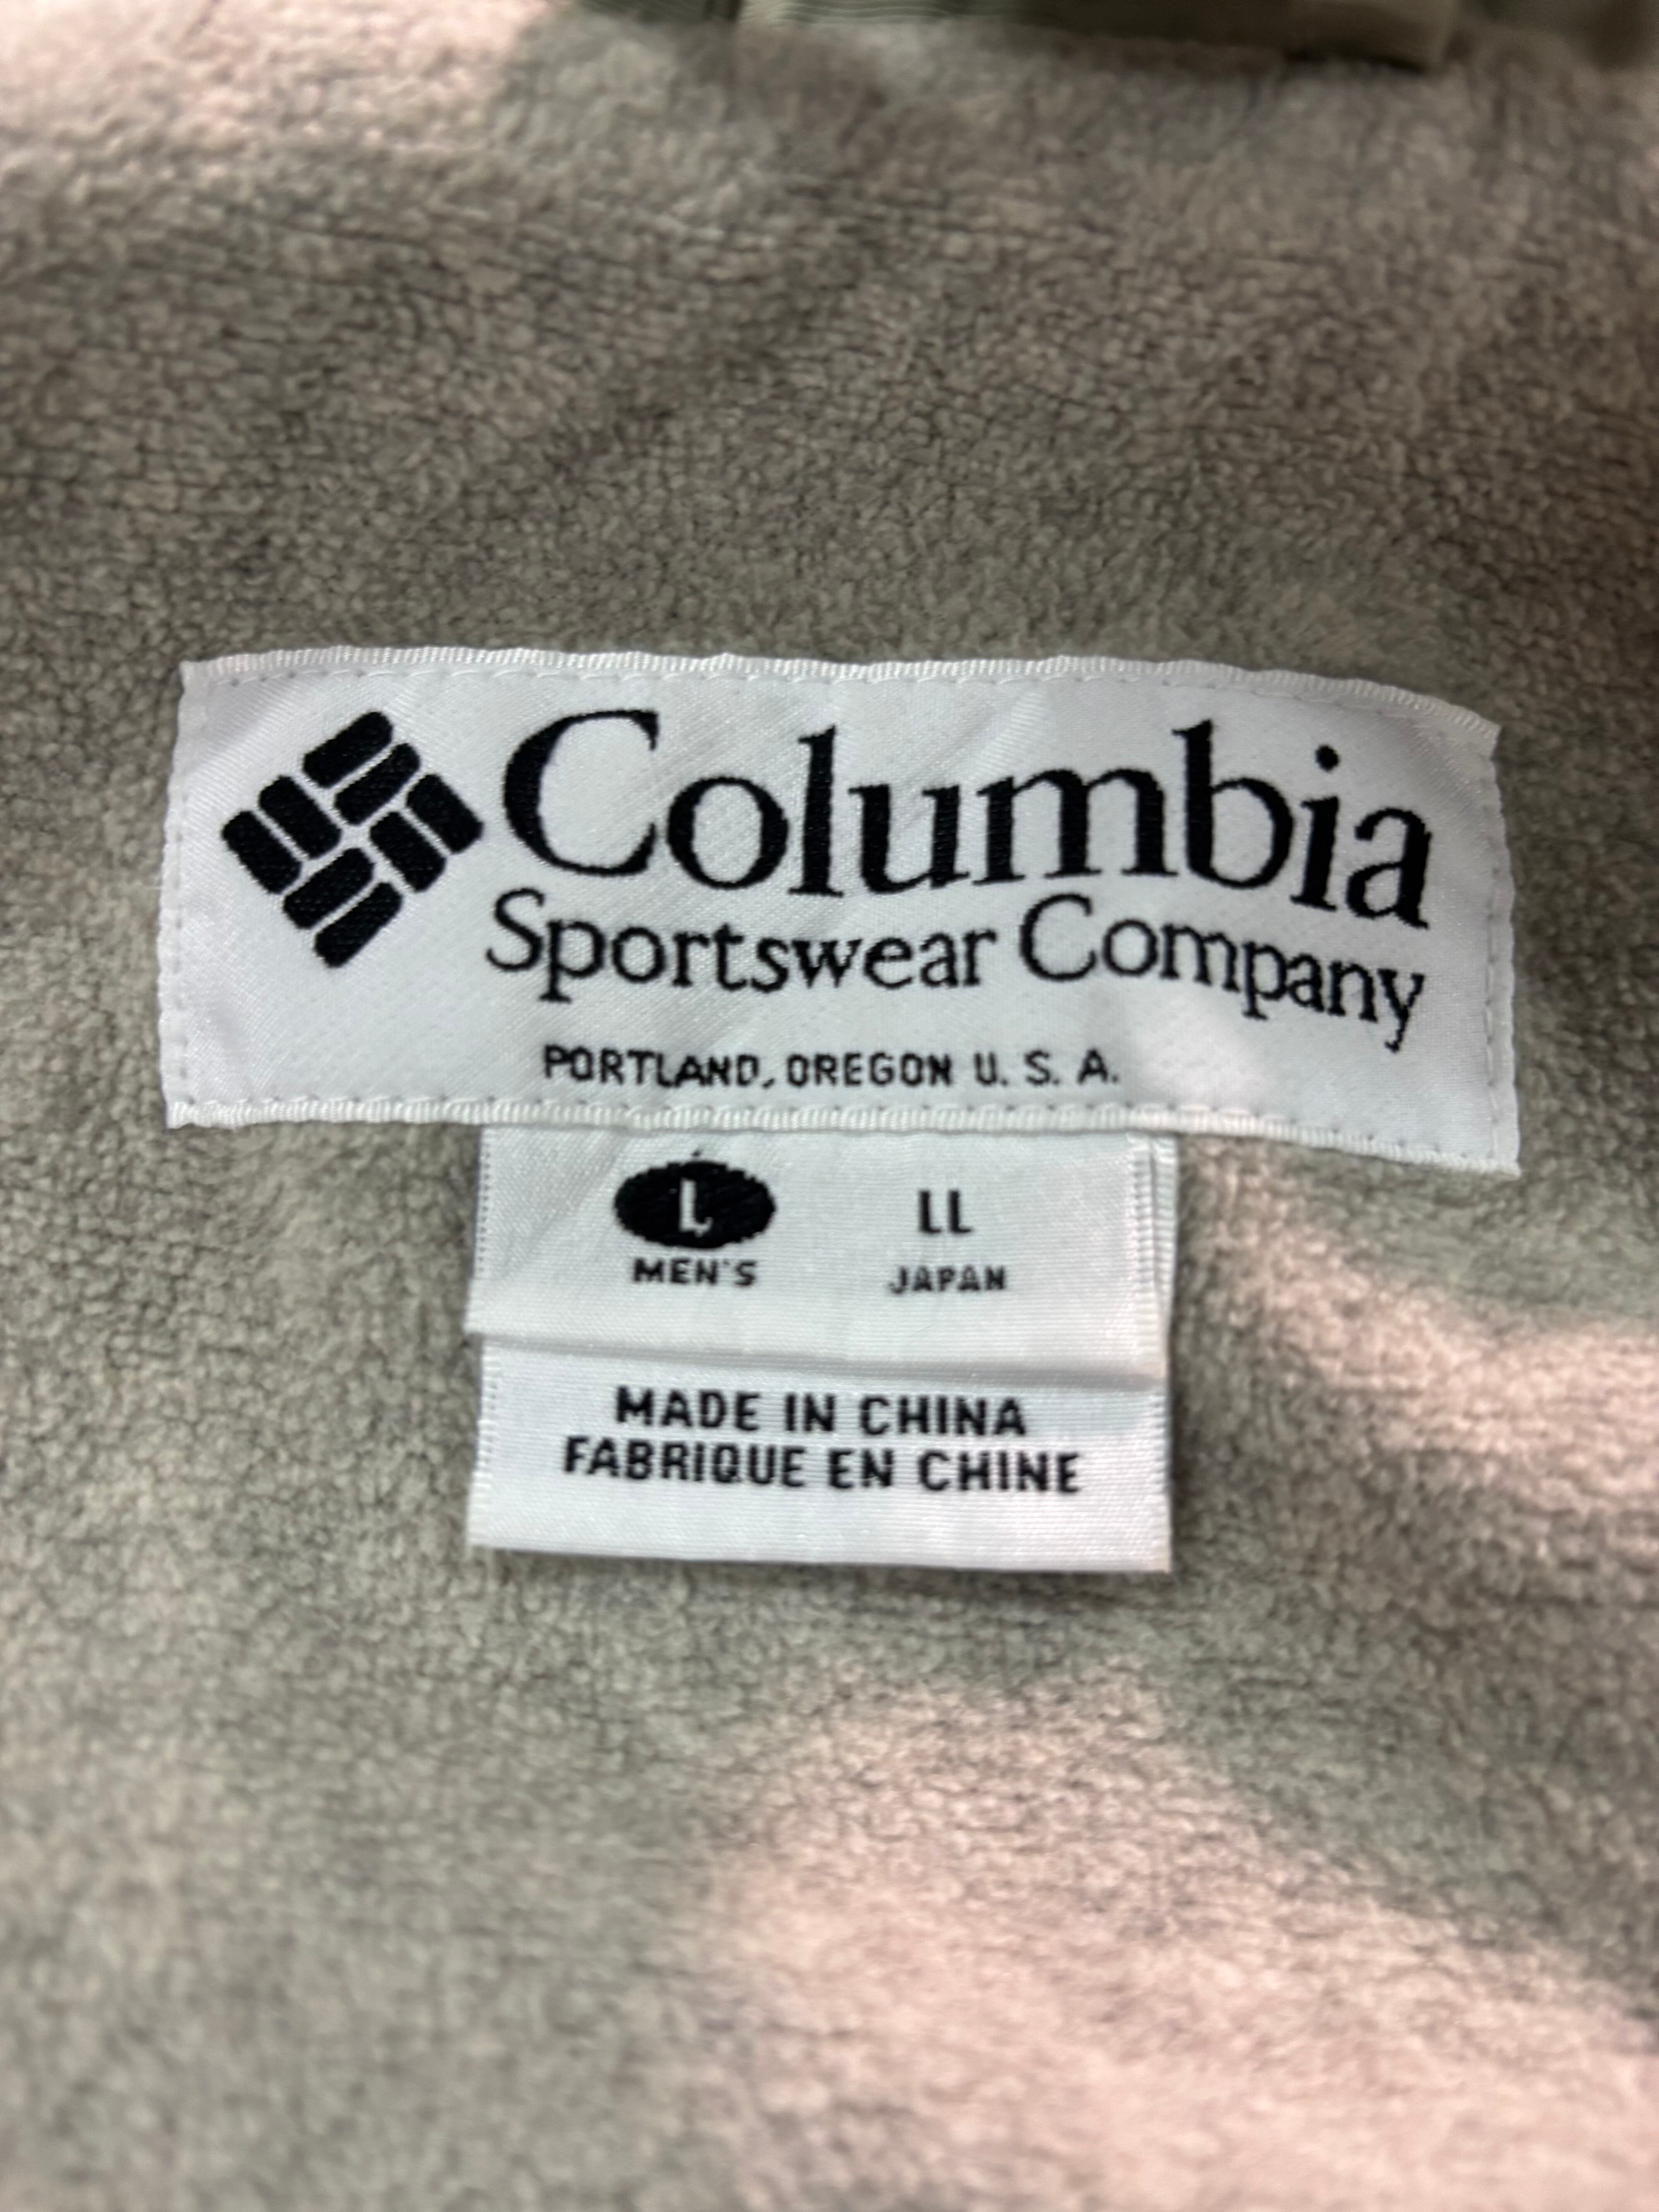 Columbia
Sportswear Company
PORTLAND, OREGON U. S. A.
L LL
MEN'S JAPAN
MADE IN CHINA
FABRIQUE EN CHINE